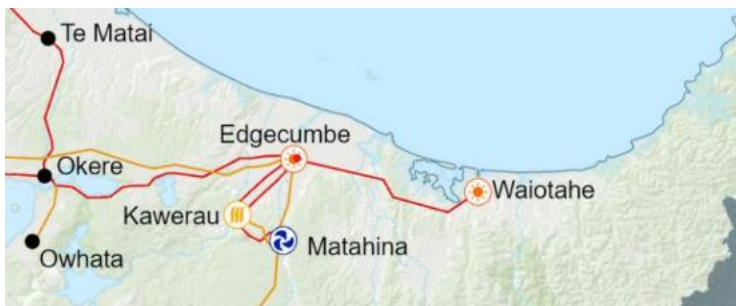 Te Matai
Edgecumbe
Okere
Waiotahe
Kawerau
Matahina
Owhata